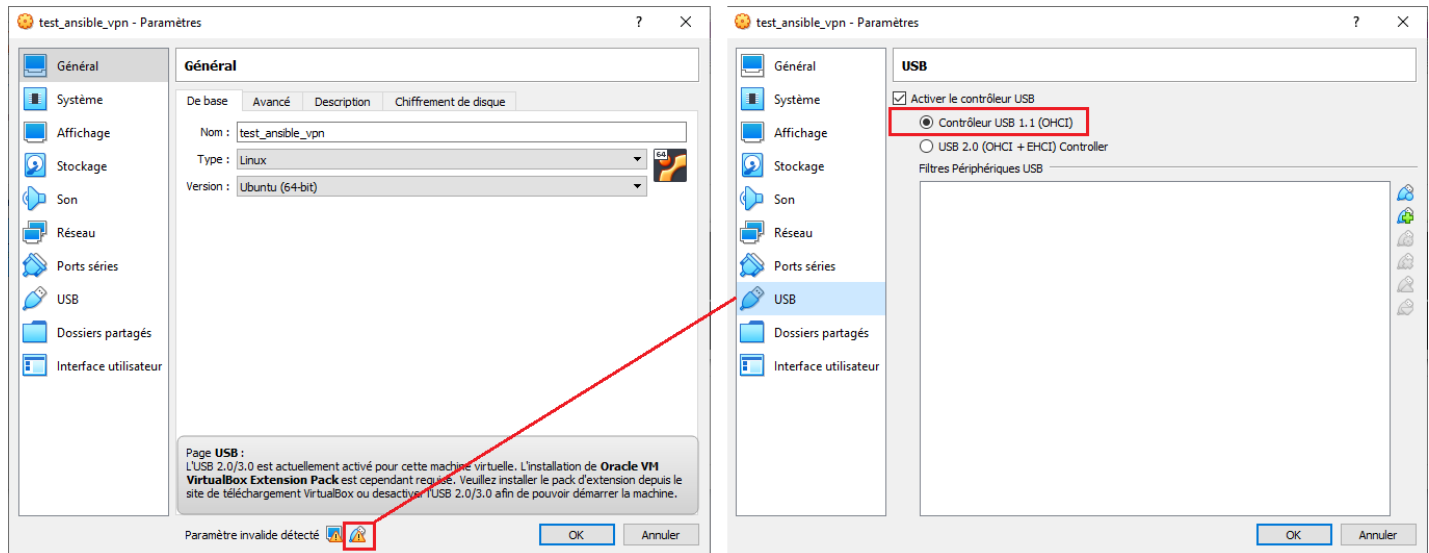 test_ansible_vpn - Paramètres
?
Général
Système
Affichage
Stockage
Son
Réseau
Ports séries
USB
Dossiers partagés
Interface utilisateur
Général
De base
Avancé
Description
Chiffrement de disque
Nom : test_ansible_vpn
Type : Linux
64
Version : Ubuntu (64-bit)
Page USB :
L'USB 2.0/3.0 est actuellement activé pour cette machine virtuelle. L'installation de Oracle VM
VirtualBox Extension Pack est cependant requise. Veuillez installer le pack d'extension depuis le
site de téléchargement VirtualBox ou desactiver l'USB 2.0/3.0 afin de pouvoir démarrer la machine.
Paramètre invalide détecté
OK
Annuler
test_ansible_vpn - Paramètres
?
Général
Système
Affichage
Stockage
Son
Réseau
Ports séries
USB
Dossiers partagés
Interface utilisateur
USB
Activer le contrôleur USB
Contrôleur USB 1.1 (OHCI)
USB 2.0 (OHCI + EHCI) Controller
Filtres Périphériques USB
OK
Annuler